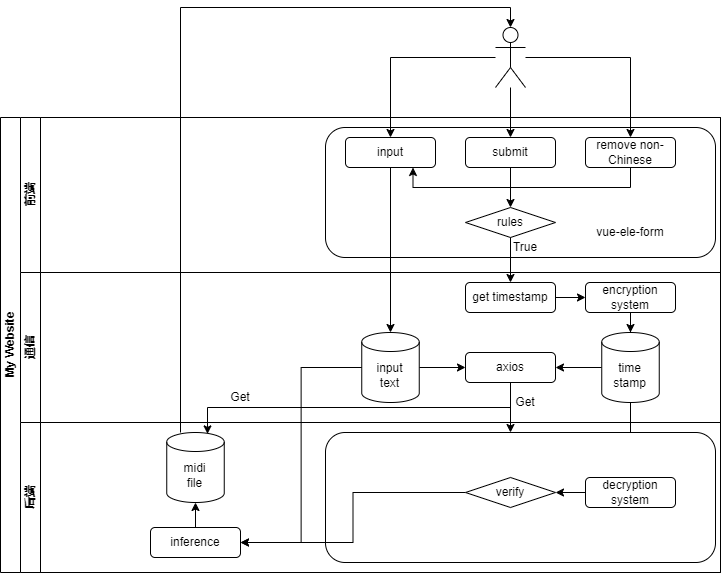 My Website
前端
input
submit
remove non-
Chinese
rules
vue-ele-form
True
通信
get timestamp
encryption
system
input
text
axios
time
stamp
Get
Get
后端
midi
file
verify
decryption
system
inference